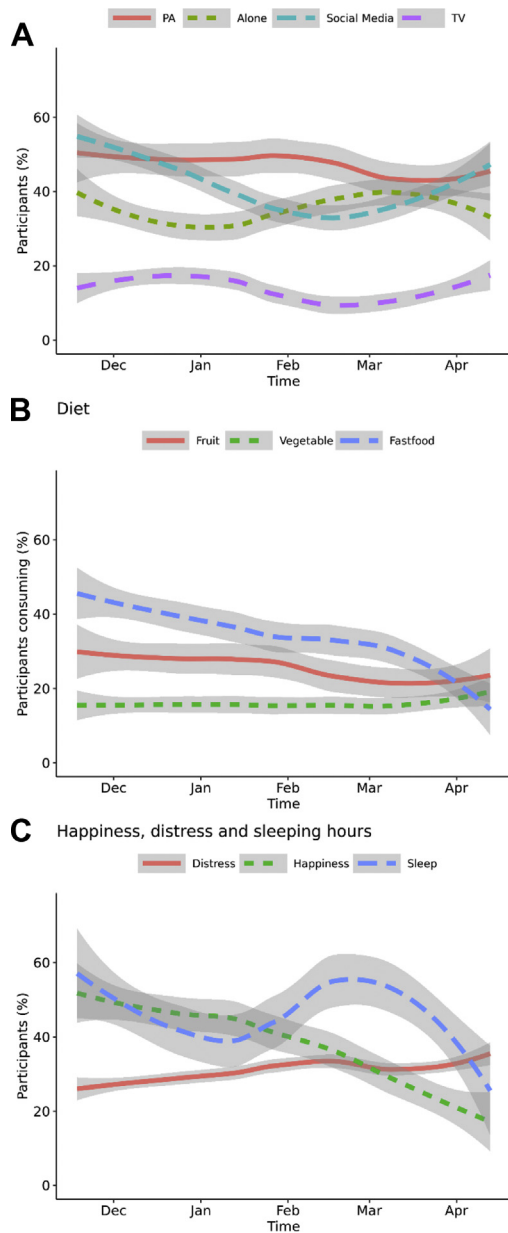 A
PA Alone Social Media TV
60
40
20
0
Participants (%)
Dec Jan Feb Mar Apr
Time
B Diet
Fruit Vegetable Fastfood
60
40
20
0
Participants consuming (%)
Dec Jan Feb Mar Apr
Time
C Happiness, distress and sleeping hours
Distress Happiness Sleep
60
40
20
0
Participants (%)
Dec Jan Feb Mar Apr
Time